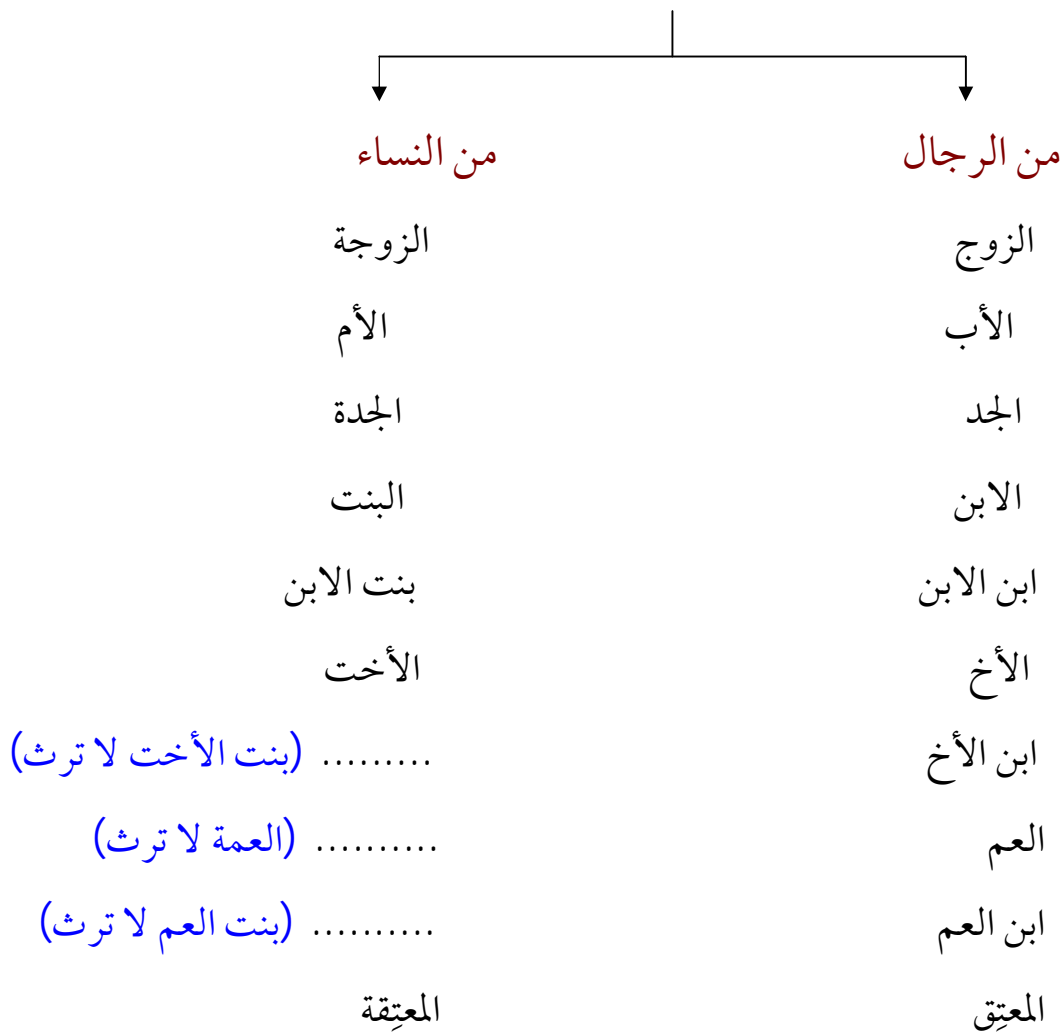 من الرجال من النساء
الزوج الزوجة
الأب الأم
الجد الجدة
الابن البنت
ابن الابن بنت الابن
الأخ الأخت
ابن الأخ ......... (بنت الأخت لا ترث)
العم .......... (العمة لا ترث)
ابن العم .......... (بنت العم لا ترث)
المعتِق المعتِقة